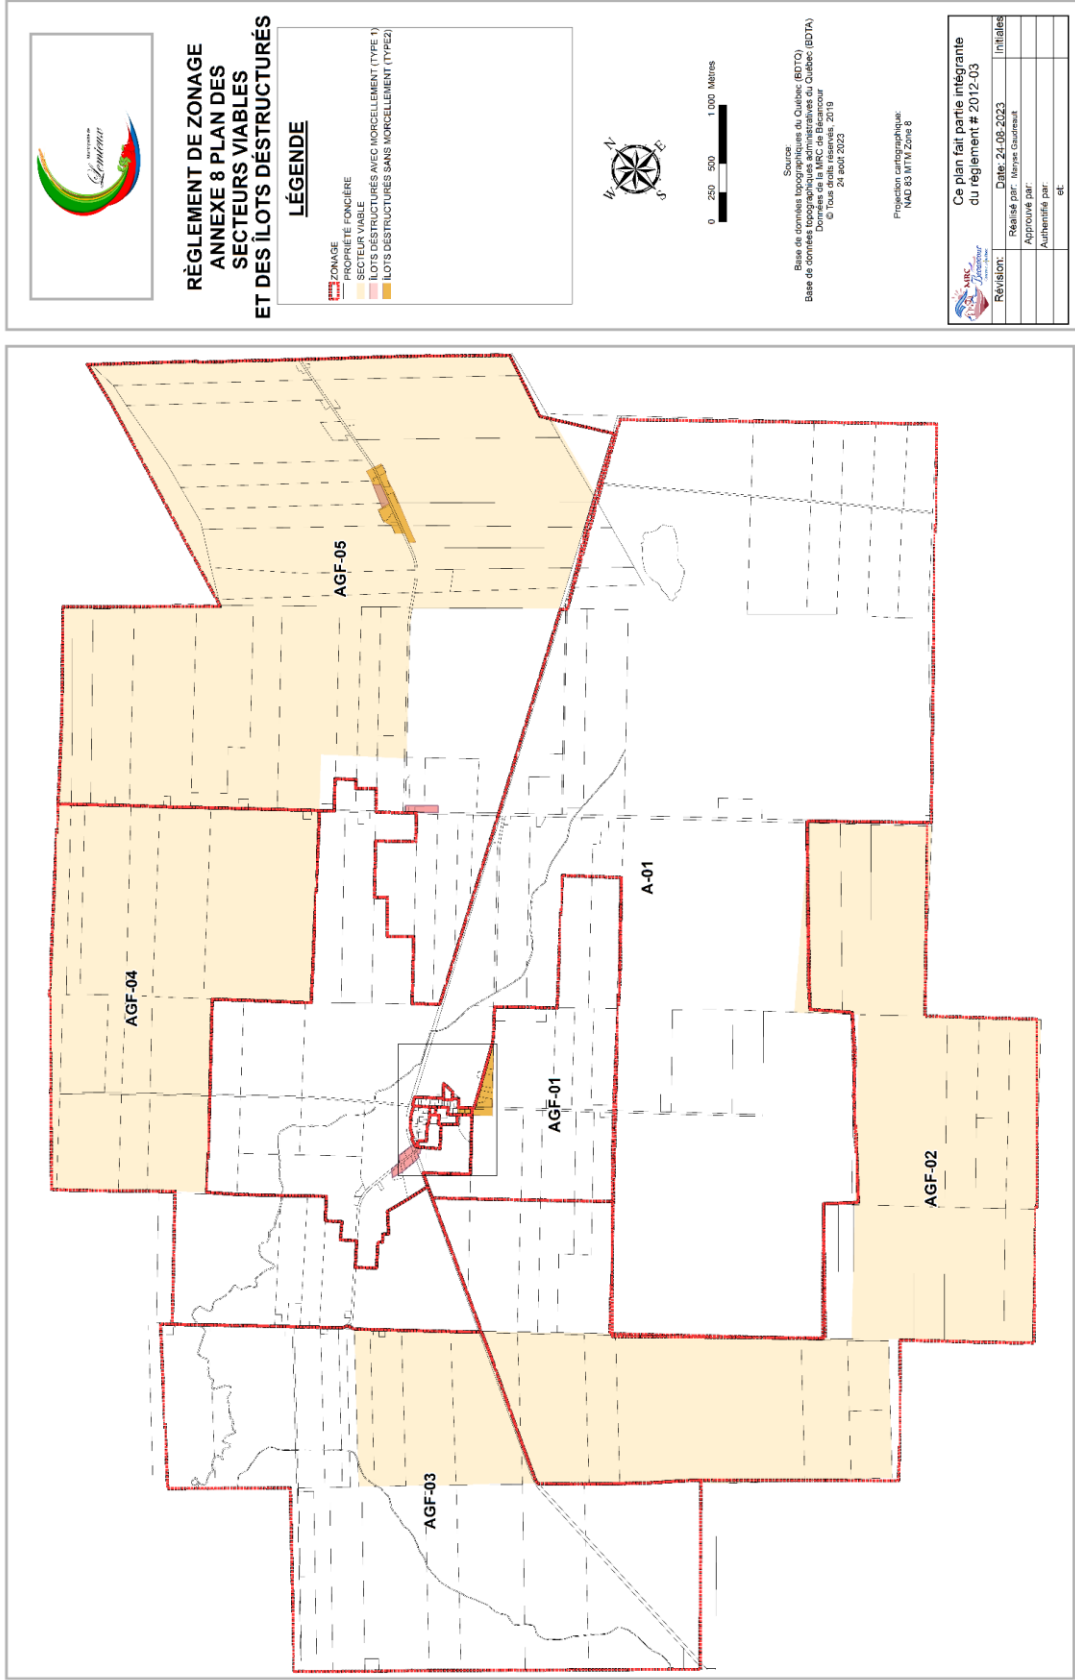 Municipalité de
Lemieux
RÈGLEMENT DE ZONAGE
ANNEXE 8 PLAN DES
SECTEURS VIABLES
ET DES ÎLOTS DÉSTRUCTURÉS
LÉGENDE
ZONAGE
PROPRIÉTÉ FONCIÈRE
SECTEUR VIABLE
ÎLOTS DÉSTRUCTURÉS AVEC MORCELLEMENT (TYPE 1)
ÎLOTS DÉSTRUCTURÉS SANS MORCELLEMENT (TYPE2)
N
W
E
S
0 250 500 1 000 Mètres
Source:
Base de données topographiques du Québec (BDTQ)
Base de données topographiques administratives du Québec (BDTA)
Données de la MRC de Bécancour
© Tous droits réservés, 2019
24 août 2023
Projection cartographique:
NAD 83 MTM Zone 8
MRC
Bécancour
Ce plan fait partie intégrante
du règlement # 2012-03
Révision: Date: 24-08-2023 Initiales
Réalisé par: Maryse Gaudreault
Approuvé par:
Authentifié par:
et:
AGF-05
AGF-04
A-01
AGF-01
AGF-02
AGF-03